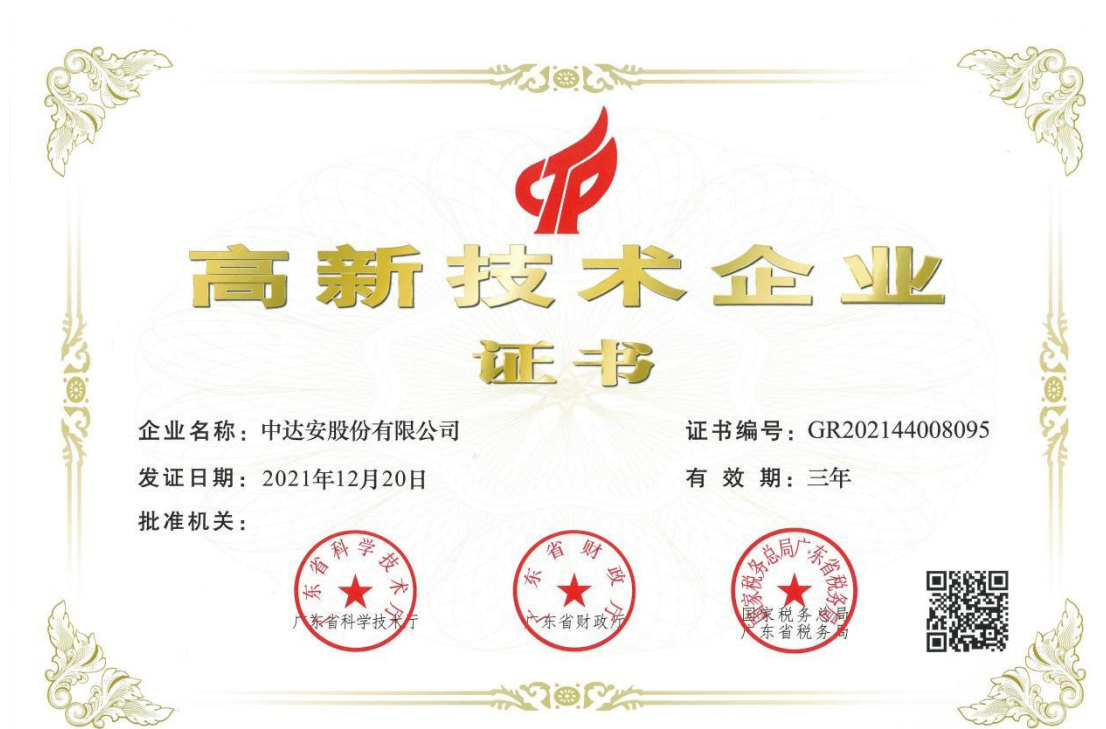 高新技术企业
证书
企业名称：中达安股份有限公司
证书编号：GR202144008095
发证日期：2021年12月20日
有 效 期：三年
批准机关：
广东省科学技术厅
广东省科学技术厅
广东省财政厅
广东省财政厅
国家税务总局广东省税务局
国家税务总局
广东省税务局